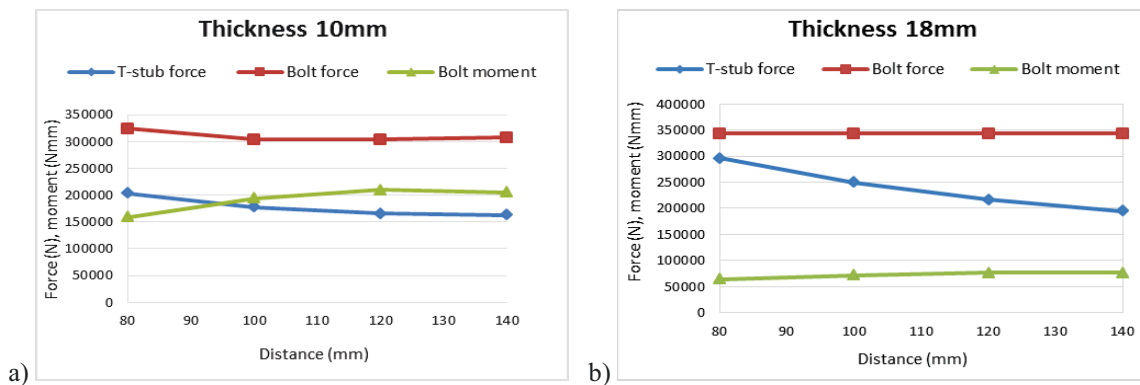 Thickness 10mm
T-stub force Bolt force Bolt moment
Force (N), moment (Nmm)
350000
300000
250000
200000
150000
100000
50000
0
80 90 100 110 120 130 140
Distance (mm)
a)
Thickness 18mm
T-stub force Bolt force Bolt moment
Force (N), moment (Nmm)
400000
350000
300000
250000
200000
150000
100000
50000
0
80 90 100 110 120 130 140
Distance (mm)
b)